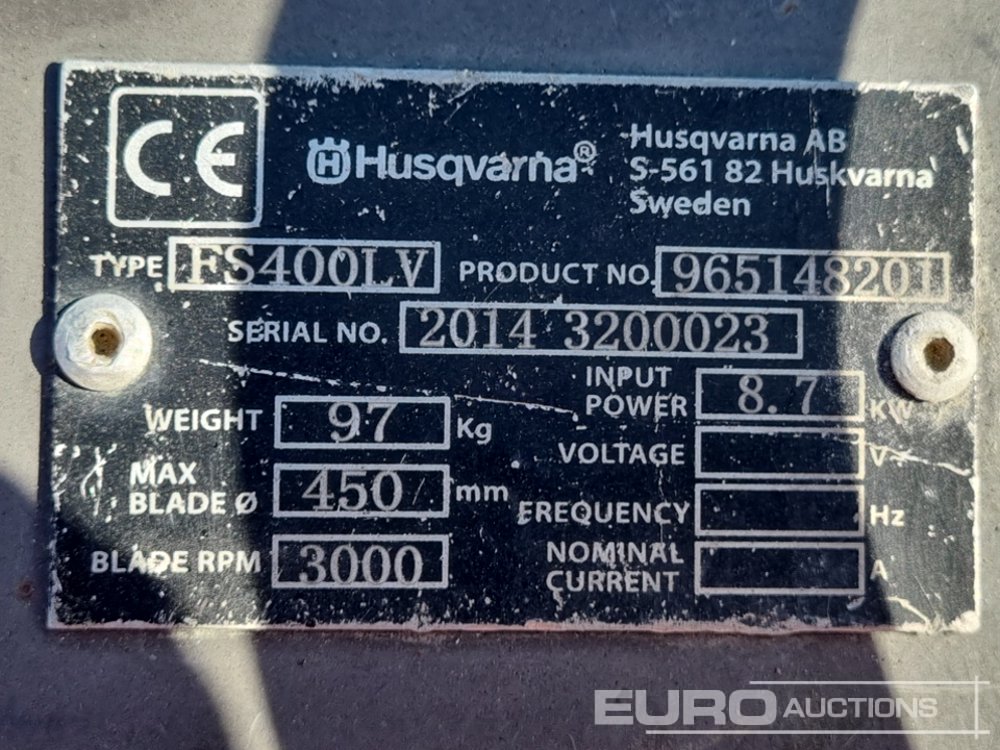 CE
Husqvarna®
Husqvarna AB
S-561 82 Huskvarna
Sweden
TYPE FS400LV PRODUCT NO. 965148201
SERIAL NO. 2014 3200023
WEIGHT 97 Kg
INPUT POWER 8.7 KW
MAX BLADE Ø 450 mm
VOLTAGE V
FREQUENCY Hz
BLADE RPM 3000
NOMINAL CURRENT A
EURO AUCTIONS